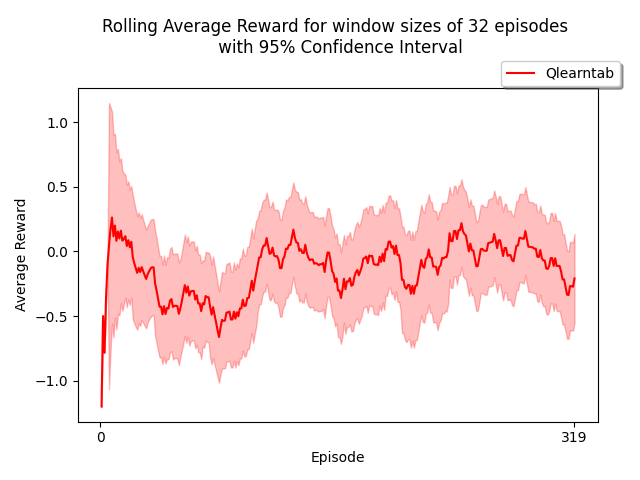 Rolling Average Reward for window sizes of 32 episodes
with 95% Confidence Interval
Qlearntab
1.0
0.5
0.0
−0.5
−1.0
Average Reward
0
319
Episode